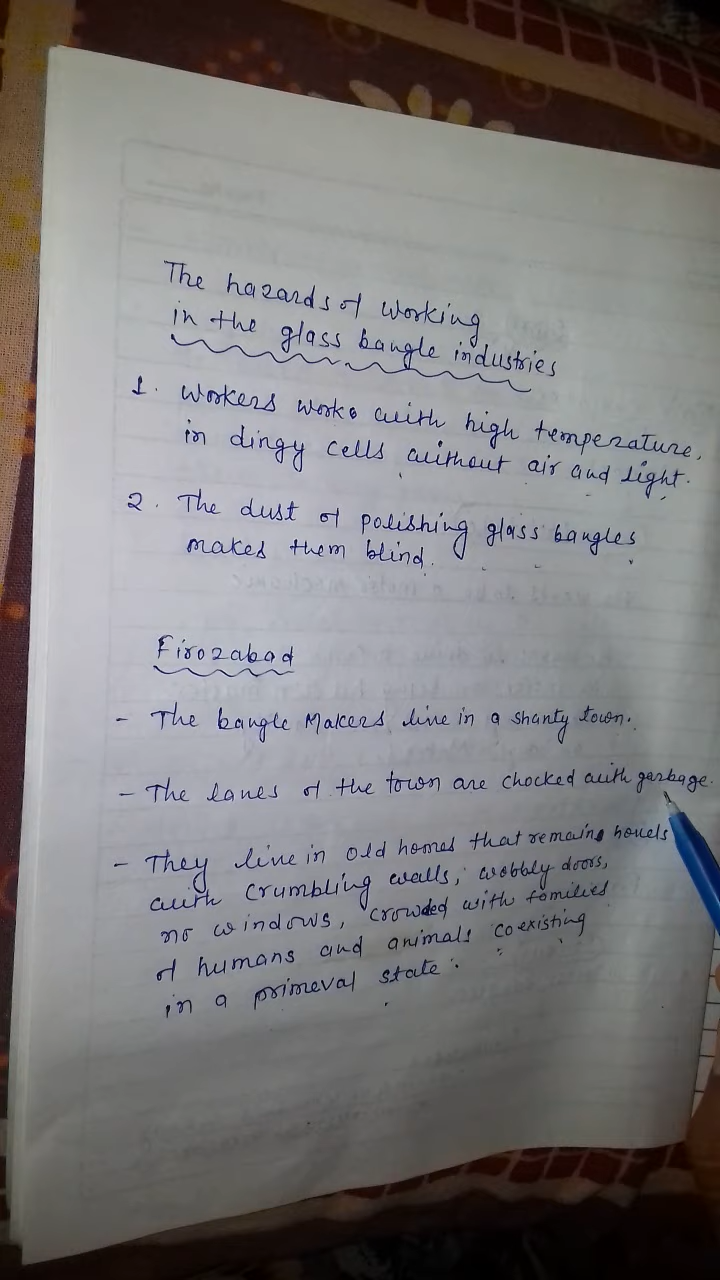 The hazards of working
in the glass bangle industries
1. Workers works with high temperature,
in dingy cells without air and light.
2. The dust of polishing glass bangles
makes them blind.
Firozabad
- The bangle Makers live in a shanty town.
- The lanes of the town are chocked with garbage.
- They live in old homes that remains hovels
with crumbling walls, wobbly doors,
no windows, crowded with families
of humans and animals coexisting
in a primeval state.